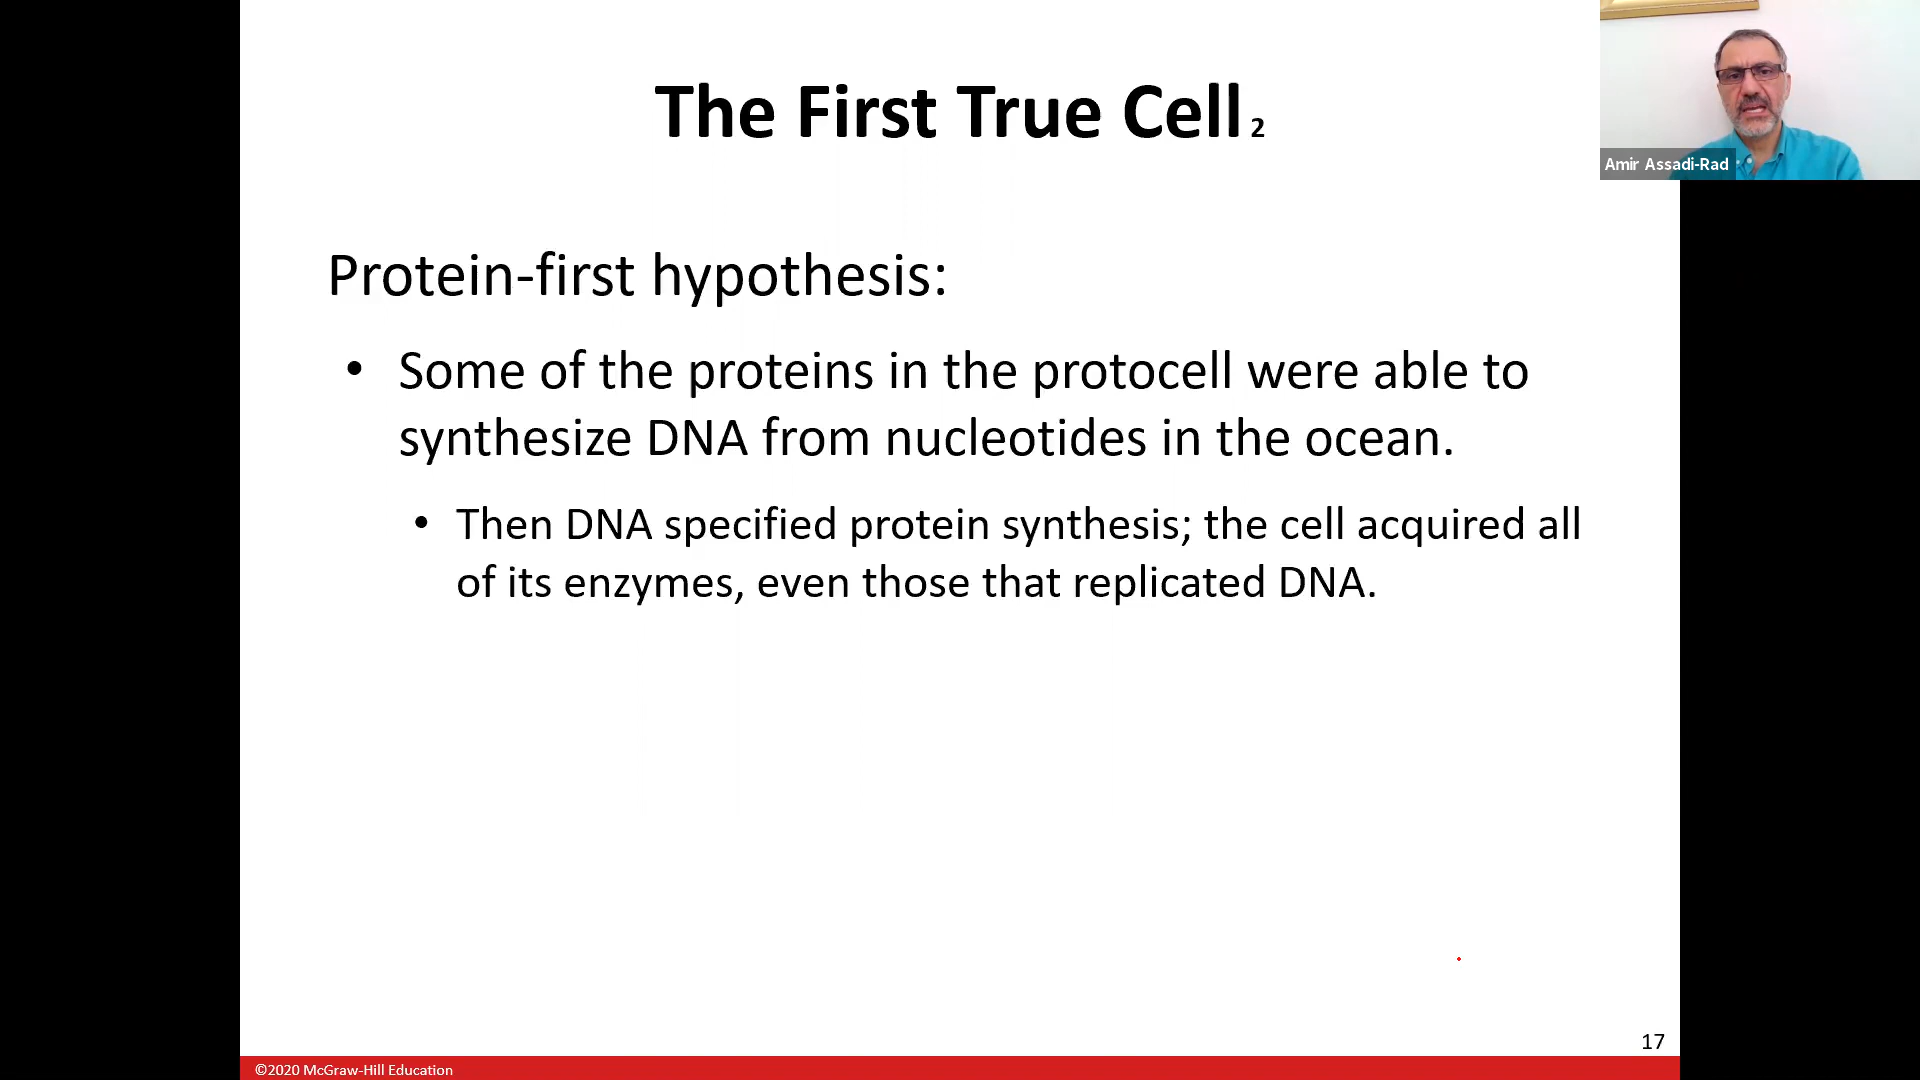 The First True Cell 2
Amir Assadi-Rad
Protein-first hypothesis:
• Some of the proteins in the protocell were able to
synthesize DNA from nucleotides in the ocean.
• Then DNA specified protein synthesis; the cell acquired all
of its enzymes, even those that replicated DNA.
17
©2020 McGraw-Hill Education